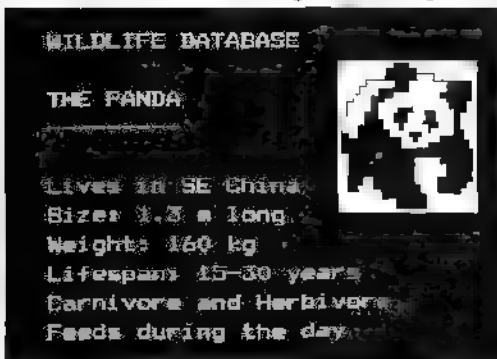 WILDLIFE DATABASE
THE PANDA
Lives in SE China
Size: 1.3 m long
Weight: 160 kg
Lifespan: 15-30 years
Carnivore and Herbivore
Feeds during the day